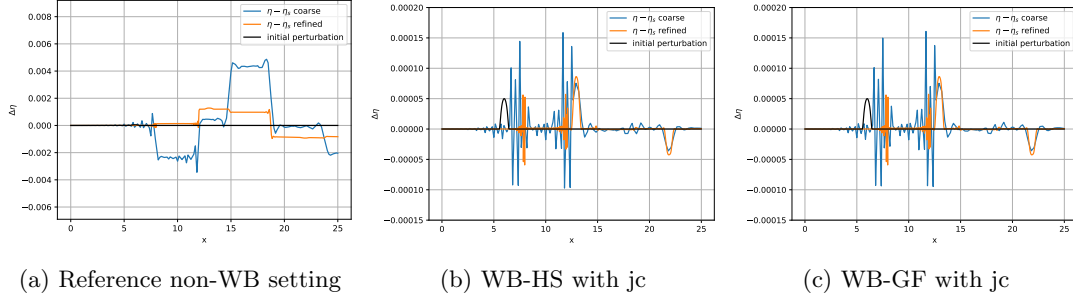 0.008
0.006
0.004
0.002
0.000
−0.002
−0.004
−0.006
Δη
η − ηs coarse
η − ηs refined
initial perturbation
0 5 10 15 20 25
x
(a) Reference non-WB setting
0.00020
0.00015
0.00010
0.00005
0.00000
−0.00005
−0.00010
−0.00015
Δη
η − ηs coarse
η − ηs refined
initial perturbation
0 5 10 15 20 25
x
(b) WB-HS with jc
0.00020
0.00015
0.00010
0.00005
0.00000
−0.00005
−0.00010
−0.00015
Δη
η − ηs coarse
η − ηs refined
initial perturbation
0 5 10 15 20 25
x
(c) WB-GF with jc